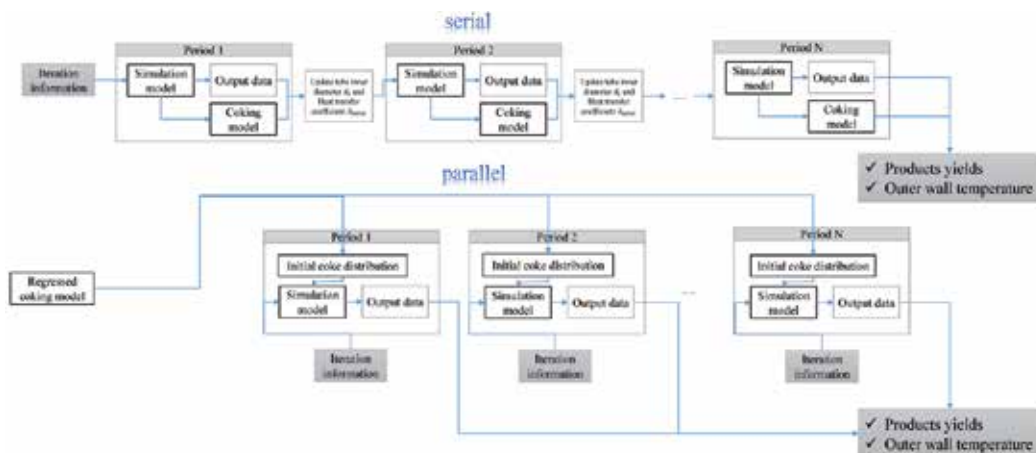 serial
Period 1
Period 2
Period N
Iteration
information
Simulation
model
Output data
Coking
model
Update tube inner
diameter dᵢ and
Heat transfer
coefficient
Simulation
model
Output data
Coking
model
Update tube inner
diameter dᵢ and
Heat transfer
coefficient
...
Simulation
model
Output data
Coking
model
✓ Products yields
✓ Outer wall temperature
parallel
Regressed
coking model
Period 1
Initial coke distribution
Simulation
model
Output data
Iteration
information
Period 2
Initial coke distribution
Simulation
model
Output data
Iteration
information
...
Period N
Initial coke distribution
Simulation
model
Output data
Iteration
information
✓ Products yields
✓ Outer wall temperature